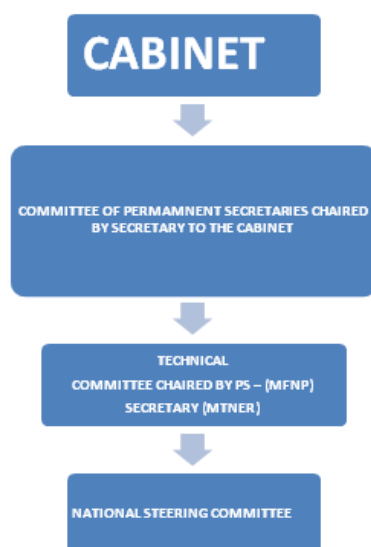 CABINET
COMMITTEE OF PERMAMNENT SECRETARIES CHAIRED
BY SECRETARY TO THE CABINET
TECHNICAL
COMMITTEE CHAIRED BY PS – (MFNP)
SECRETARY (MTNER)
NATIONAL STEERING COMMITTEE